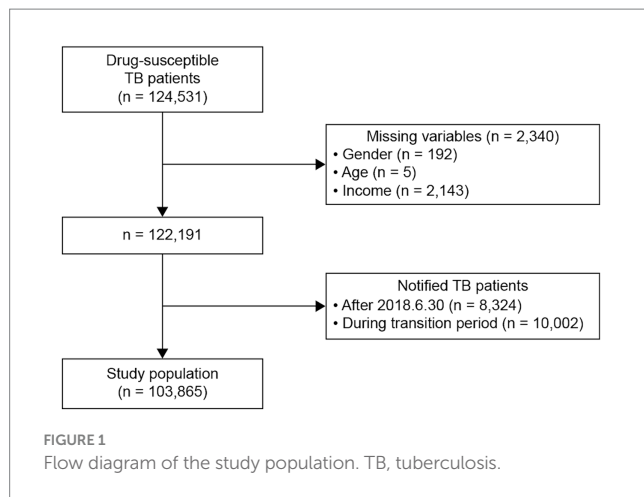 Drug-susceptible
TB patients
(n = 124,531)
Missing variables (n = 2,340)
• Gender (n = 192)
• Age (n = 5)
• Income (n = 2,143)
n = 122,191
Notified TB patients
• After 2018.6.30 (n = 8,324)
• During transition period (n = 10,002)
Study population
(n = 103,865)
FIGURE 1
Flow diagram of the study population. TB, tuberculosis.